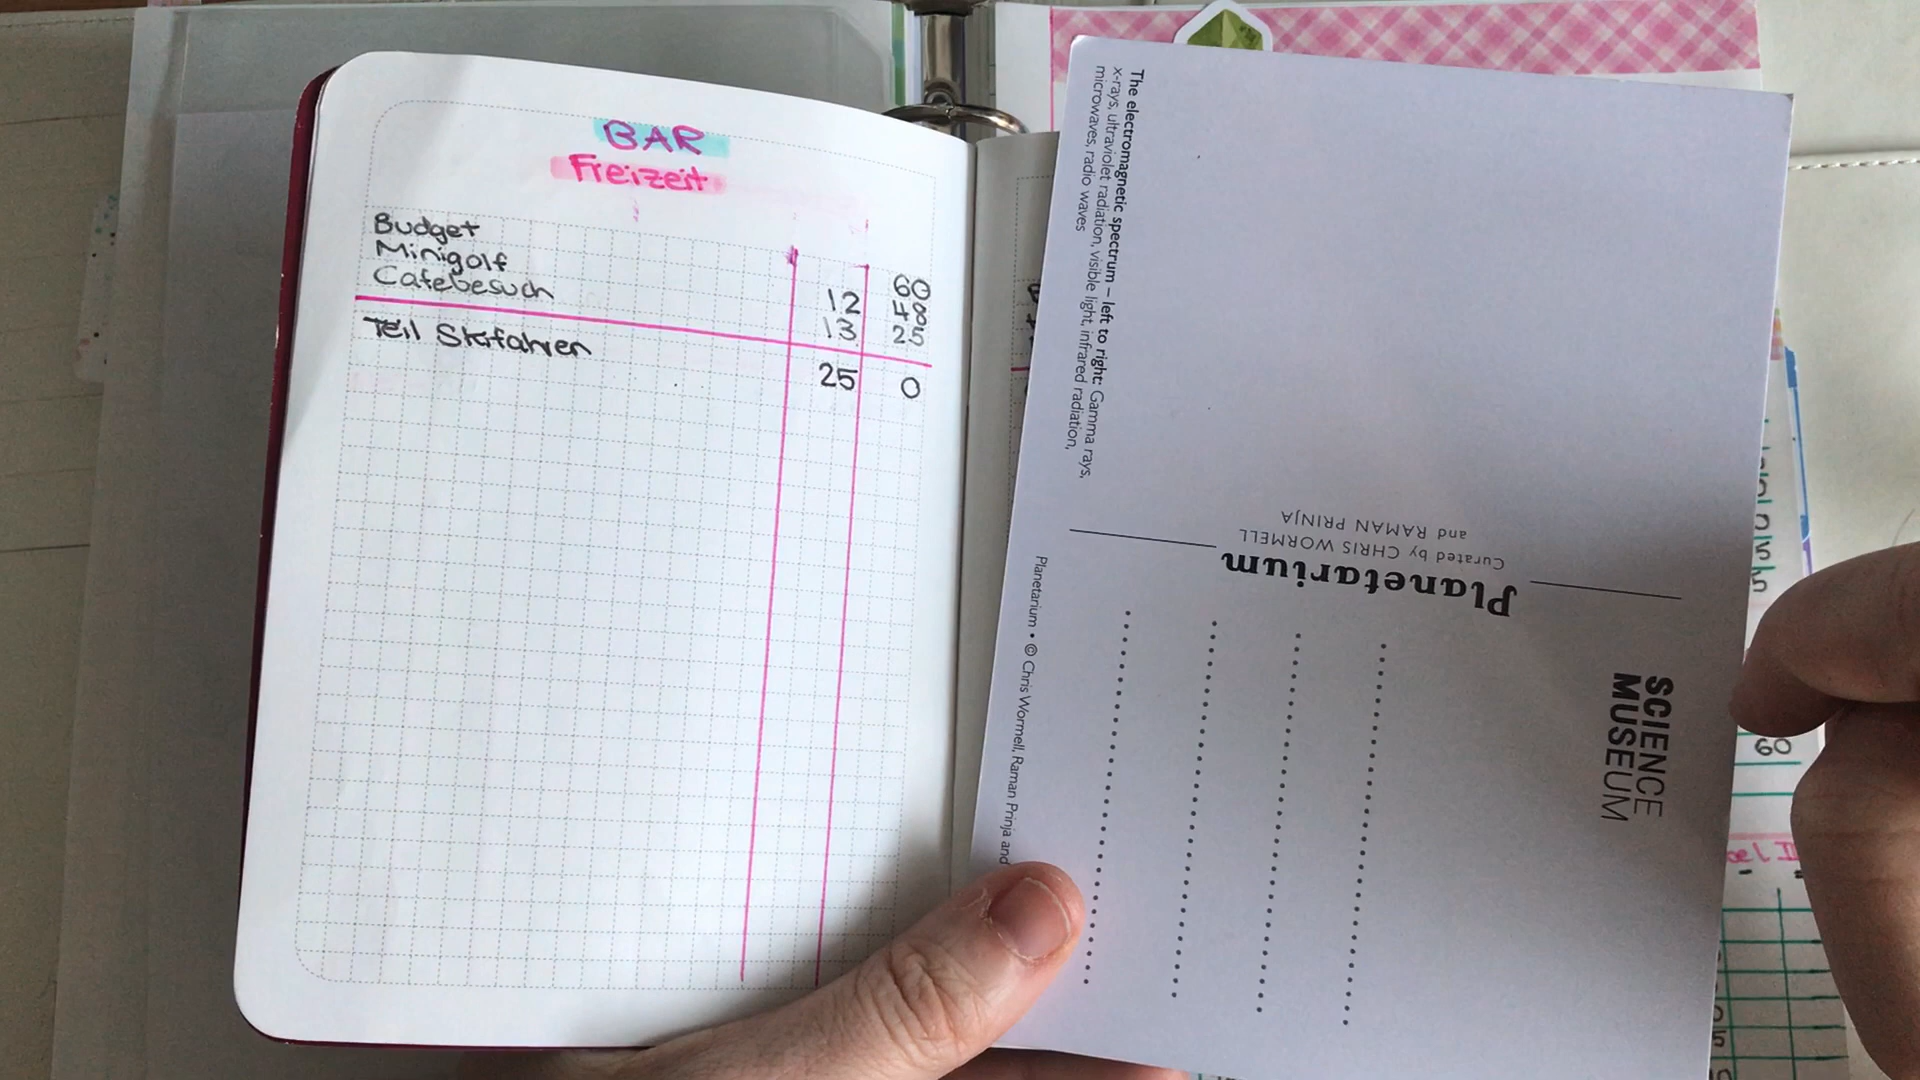 BAR
Freizeit
Budget 60
Minigolf 12 48
Cafebesuch 13 25
Teil Skifahren 25 0
The electromagnetic spectrum – left to right: Gamma rays,
x-rays, ultraviolet radiation, visible light, infrared radiation,
microwaves, radio waves
Planetarium
Curated by CHRIS WORMELL
and RAMAN PRINJA
SCIENCE
MUSEUM
Planetarium • © Chris Wormell, Raman Prinja and
60